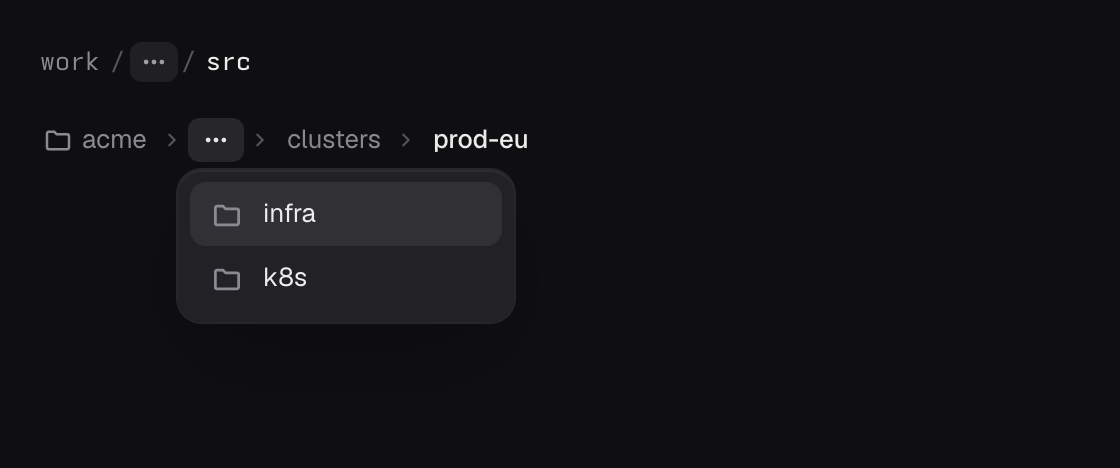 work / ••• / src
acme > ••• > clusters > prod-eu
infra
k8s